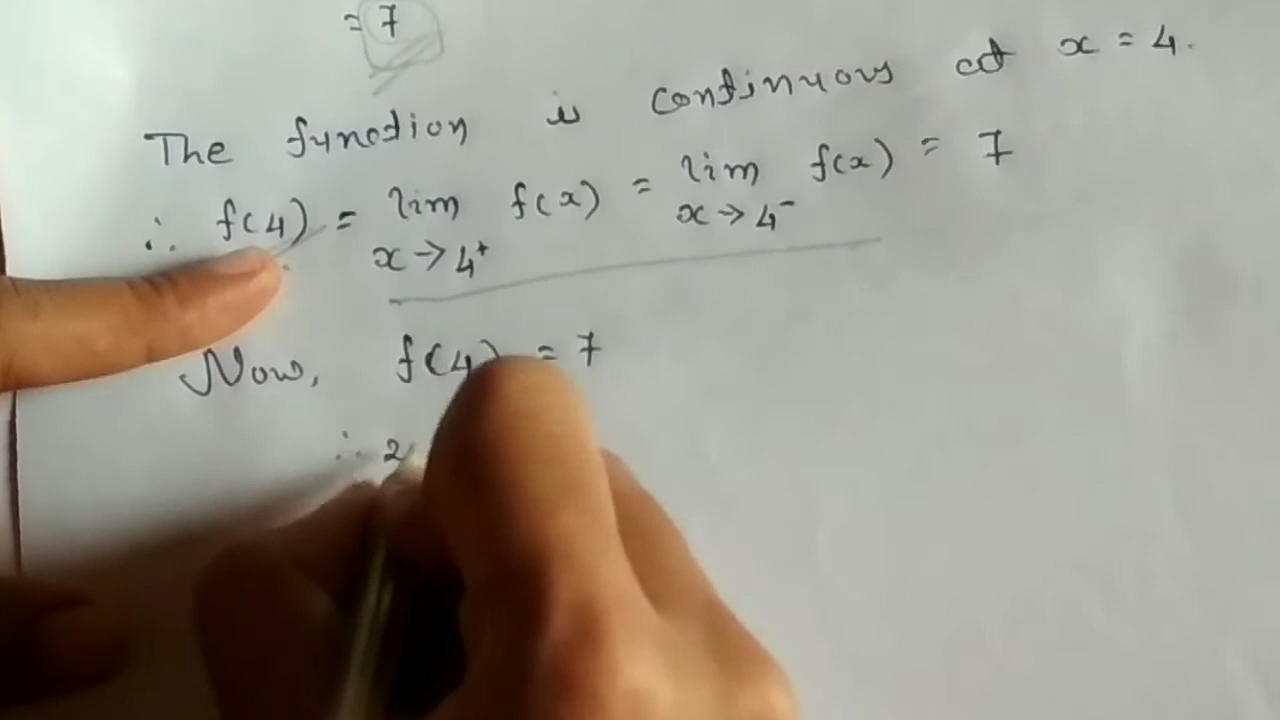 = 7
The function is continuous at x = 4.
∴ f(4) = lim f(x) = lim f(x) = 7
x→4⁺ x→4⁻
Now, f(4) = 7
∴ 2